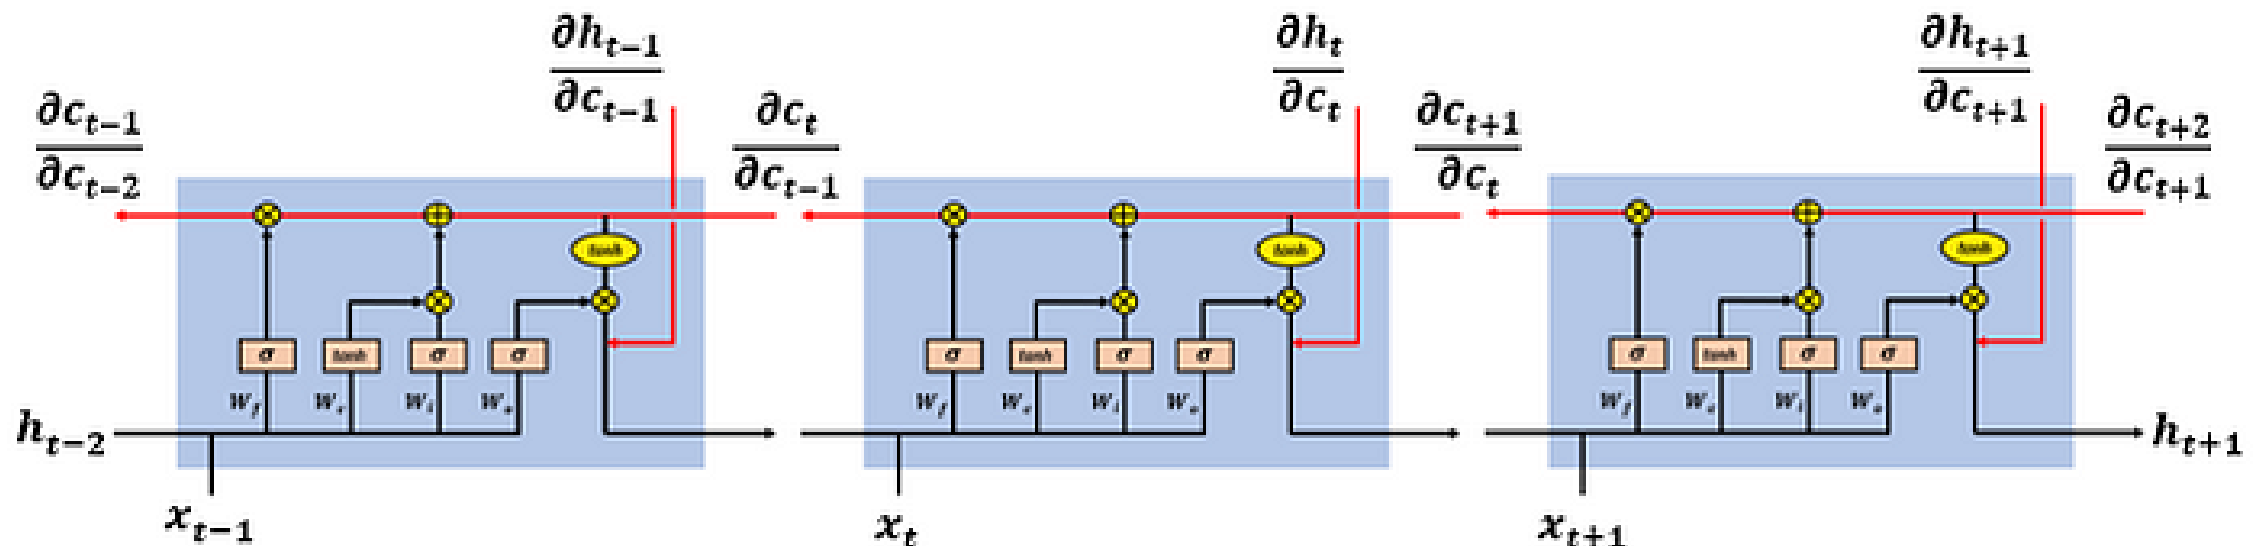 ∂h_{t-1}/∂c_{t-1}
∂h_t/∂c_t
∂h_{t+1}/∂c_{t+1}
∂c_{t-1}/∂c_{t-2}
∂c_t/∂c_{t-1}
∂c_{t+1}/∂c_t
∂c_{t+2}/∂c_{t+1}
tanh
tanh
tanh
σ tanh σ σ
σ tanh σ σ
σ tanh σ σ
W_f W_c W_i W_o
W_f W_c W_i W_o
W_f W_c W_i W_o
h_{t-2}
h_{t+1}
x_{t-1}
x_t
x_{t+1}